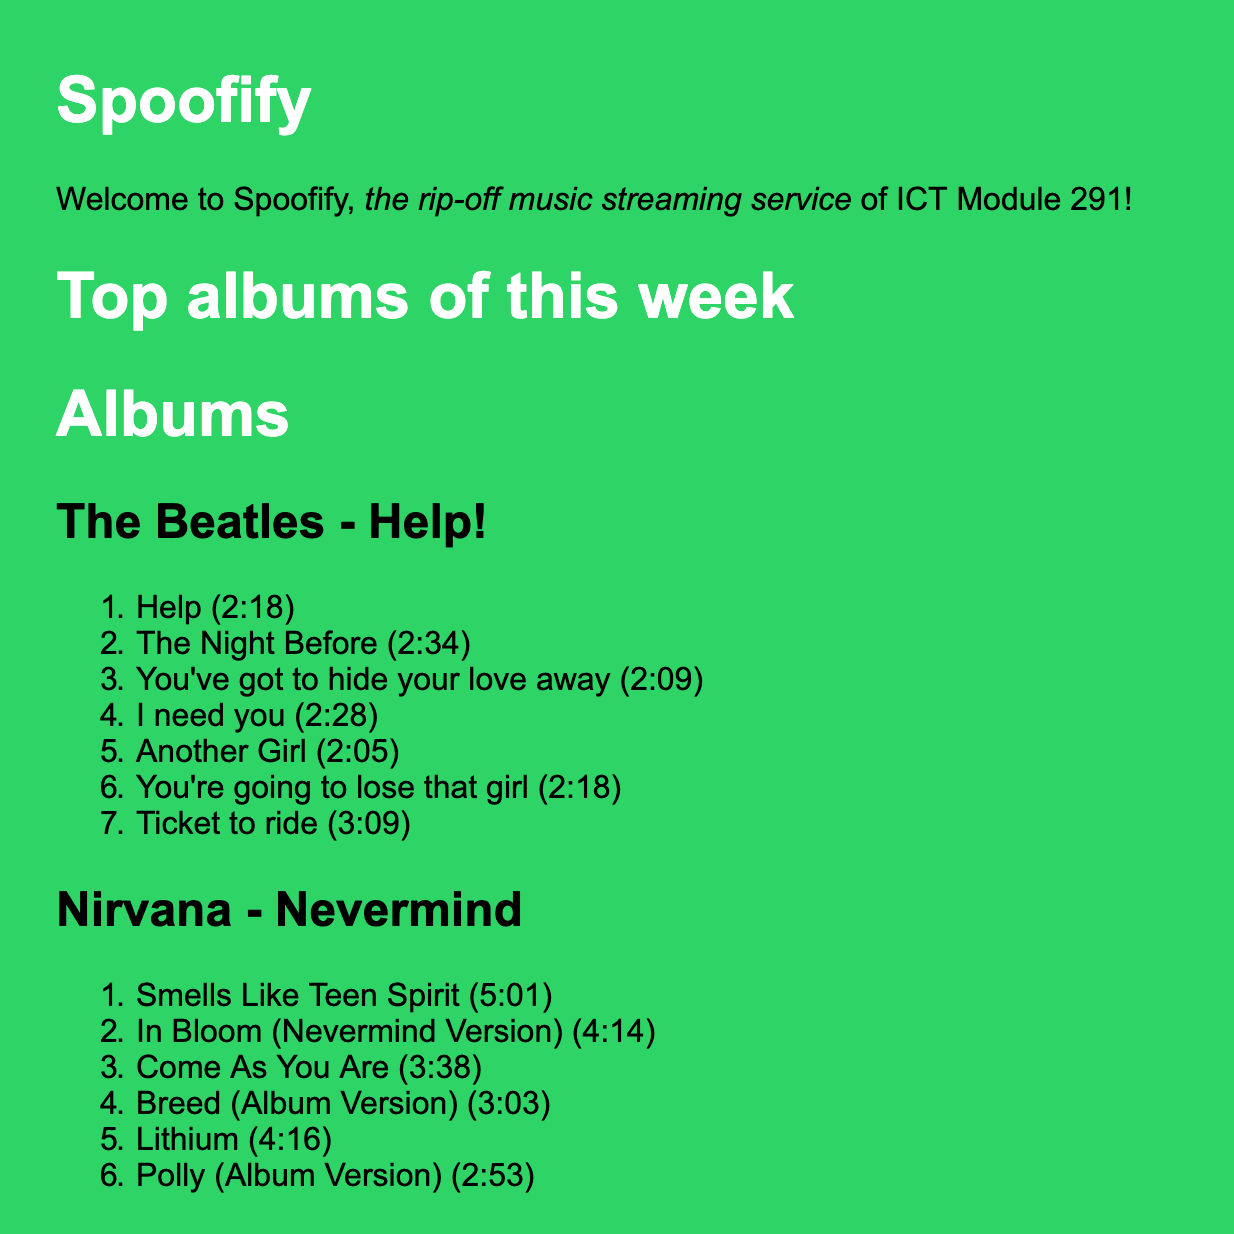 Spoofify
Welcome to Spoofify, the rip-off music streaming service of ICT Module 291!
Top albums of this week
Albums
The Beatles - Help!
1. Help (2:18)
2. The Night Before (2:34)
3. You've got to hide your love away (2:09)
4. I need you (2:28)
5. Another Girl (2:05)
6. You're going to lose that girl (2:18)
7. Ticket to ride (3:09)
Nirvana - Nevermind
1. Smells Like Teen Spirit (5:01)
2. In Bloom (Nevermind Version) (4:14)
3. Come As You Are (3:38)
4. Breed (Album Version) (3:03)
5. Lithium (4:16)
6. Polly (Album Version) (2:53)